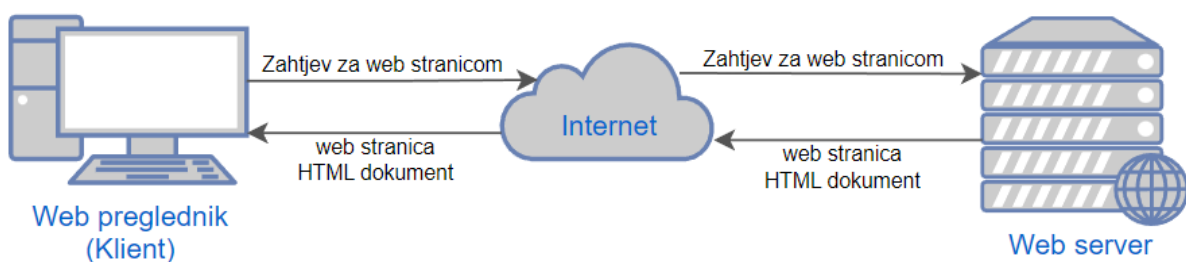 Zahtjev za web stranicom
Zahtjev za web stranicom
Internet
web stranica
HTML dokument
web stranica
HTML dokument
Web preglednik
(Klient)
Web server